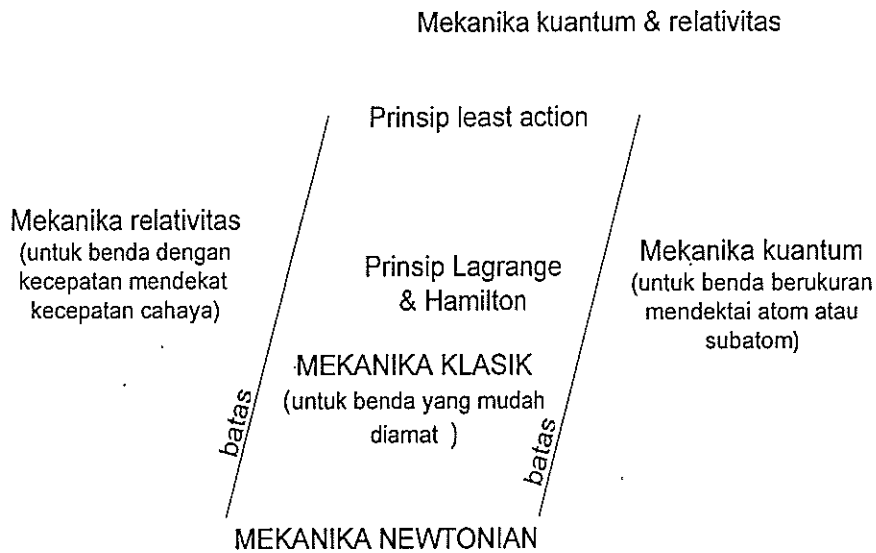 Mekanika kuantum & relativitas
Prinsip least action
Mekanika relativitas
(untuk benda dengan
kecepatan mendekat
kecepatan cahaya)
Prinsip Lagrange
& Hamilton
Mekanika kuantum
(untuk benda berukuran
mendektai atom atau
subatom)
MEKANIKA KLASIK
(untuk benda yang mudah
diamat )
batas
batas
MEKANIKA NEWTONIAN